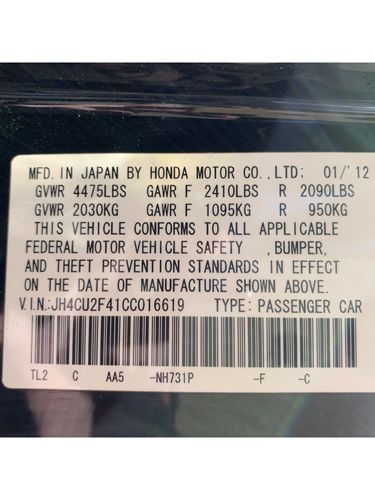 MFD. IN JAPAN BY HONDA MOTOR CO., LTD; 01/'12
GVWR 4475LBS GAWR F 2410LBS R 2090LBS
GVWR 2030KG GAWR F 1095KG R 950KG
THIS VEHICLE CONFORMS TO ALL APPLICABLE
FEDERAL MOTOR VEHICLE SAFETY ,BUMPER,
AND THEFT PREVENTION STANDARDS IN EFFECT
ON THE DATE OF MANUFACTURE SHOWN ABOVE.
V.I.N:JH4CU2F41CC016619 TYPE: PASSENGER CAR
TL2 C AA5 -NH731P -F -C